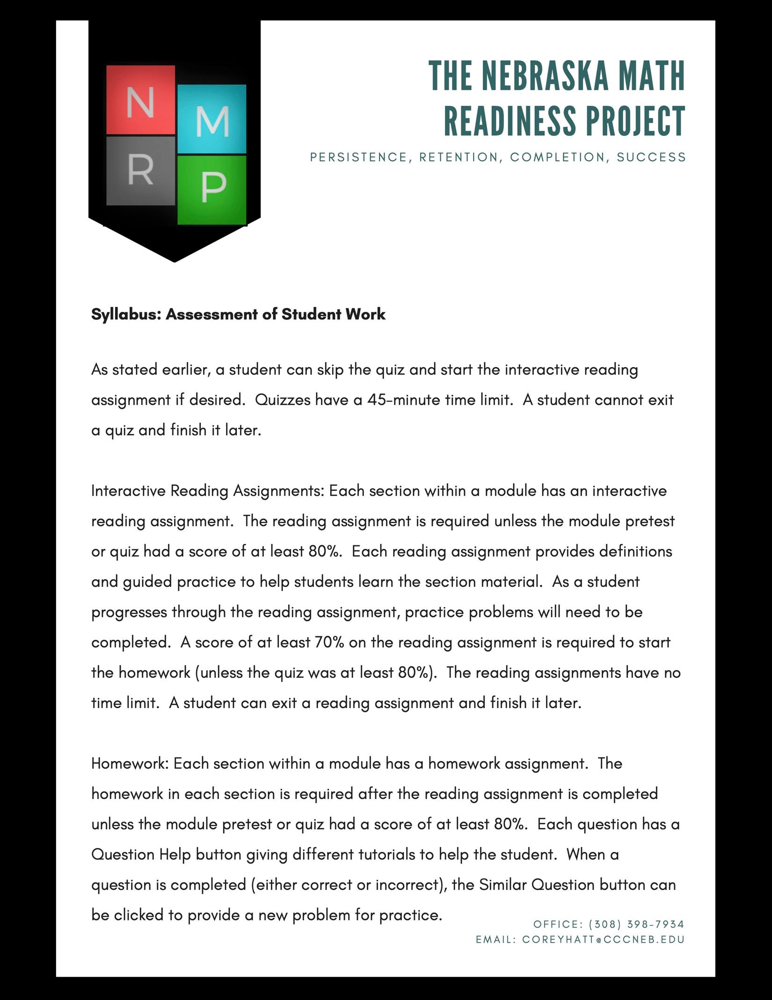 N
M
R
P
THE NEBRASKA MATH
READINESS PROJECT
PERSISTENCE, RETENTION, COMPLETION, SUCCESS
Syllabus: Assessment of Student Work
As stated earlier, a student can skip the quiz and start the interactive reading
assignment if desired.  Quizzes have a 45-minute time limit.  A student cannot exit
a quiz and finish it later.
Interactive Reading Assignments: Each section within a module has an interactive
reading assignment.  The reading assignment is required unless the module pretest
or quiz had a score of at least 80%.  Each reading assignment provides definitions
and guided practice to help students learn the section material.  As a student
progresses through the reading assignment, practice problems will need to be
completed.  A score of at least 70% on the reading assignment is required to start
the homework (unless the quiz was at least 80%).  The reading assignments have no
time limit.  A student can exit a reading assignment and finish it later.
Homework: Each section within a module has a homework assignment.  The
homework in each section is required after the reading assignment is completed
unless the module pretest or quiz had a score of at least 80%.  Each question has a
Question Help button giving different tutorials to help the student.  When a
question is completed (either correct or incorrect), the Similar Question button can
be clicked to provide a new problem for practice.
OFFICE: (308) 398-7934
EMAIL: COREYHATT@CCCNEB.EDU